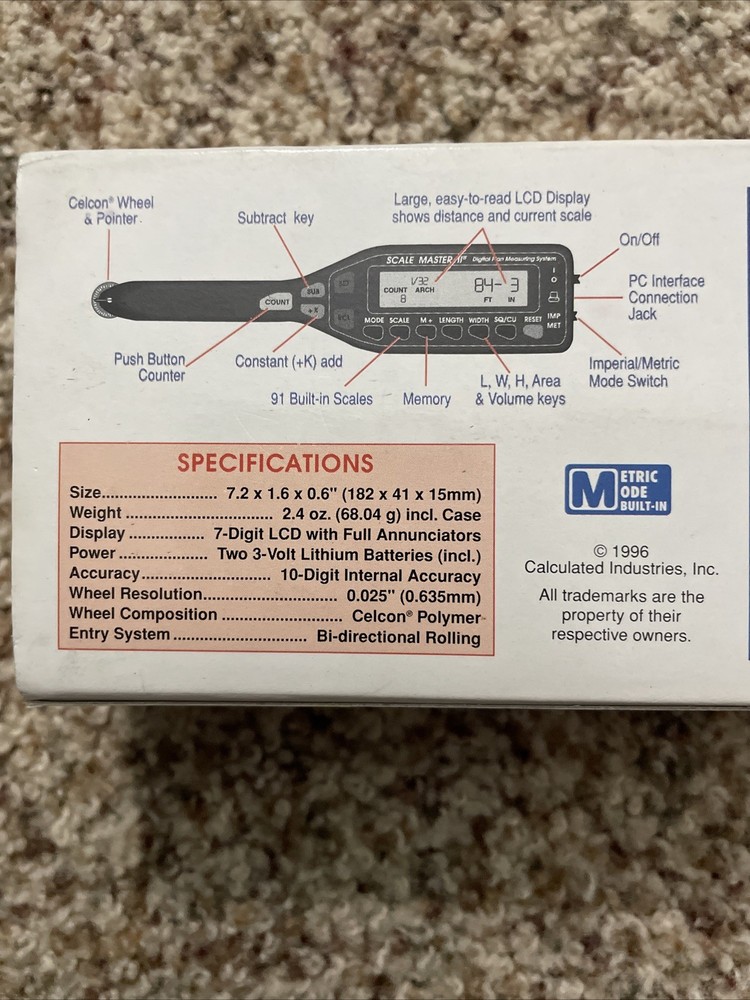 Celcon® Wheel
& Pointer
Subtract key
Large, easy-to-read LCD Display
shows distance and current scale
On/Off
PC Interface
Connection
Jack
Imperial/Metric
Mode Switch
SCALE MASTER II® Digital Plan Measuring System
1/32
COUNT ARCH
8
84- 3
FT IN
I
O
IMP
MET
COUNT
SUB
+K
RCL
MODE SCALE M+ LENGTH WIDTH SQ/CU RESET
Push Button
Counter
Constant (+K) add
91 Built-in Scales
Memory
L, W, H, Area
& Volume keys
SPECIFICATIONS
Size.......................... 7.2 x 1.6 x 0.6" (182 x 41 x 15mm)
Weight .................................. 2.4 oz. (68.04 g) incl. Case
Display ................... 7-Digit LCD with Full Annunciators
Power .................... Two 3-Volt Lithium Batteries (incl.)
Accuracy.............................. 10-Digit Internal Accuracy
Wheel Resolution............................... 0.025" (0.635mm)
Wheel Composition ........................... Celcon® Polymer
Entry System ............................... Bi-directional Rolling
METRIC
MODE
BUILT-IN
© 1996
Calculated Industries, Inc.
All trademarks are the
property of their
respective owners.